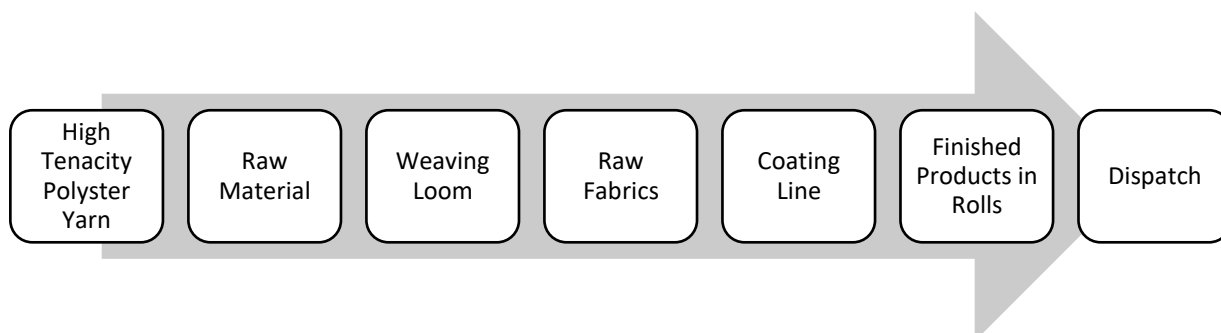 High
Tenacity
Polyster
Yarn
Raw
Material
Weaving
Loom
Raw
Fabrics
Coating
Line
Finished
Products in
Rolls
Dispatch